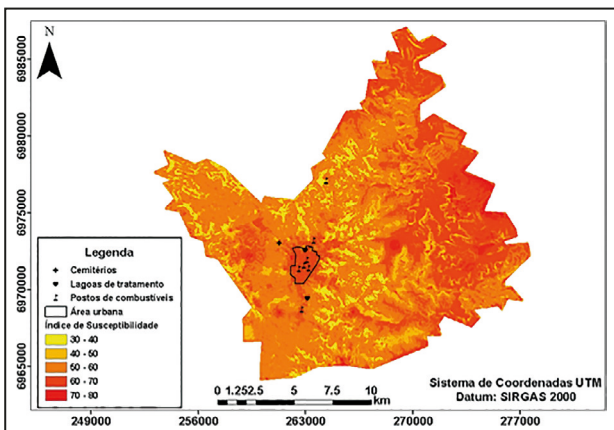 N
6985000
6980000
6975000
6970000
6965000
Legenda
Cemitérios
Lagoas de tratamento
Postos de combustíveis
Área urbana
Índice de Susceptibilidade
30 - 40
40 - 50
50 - 60
60 - 70
70 - 80
0 1.252.5 5 7.5 10
km
Sistema de Coordenadas UTM
Datum: SIRGAS 2000
249000 256000 263000 270000 277000